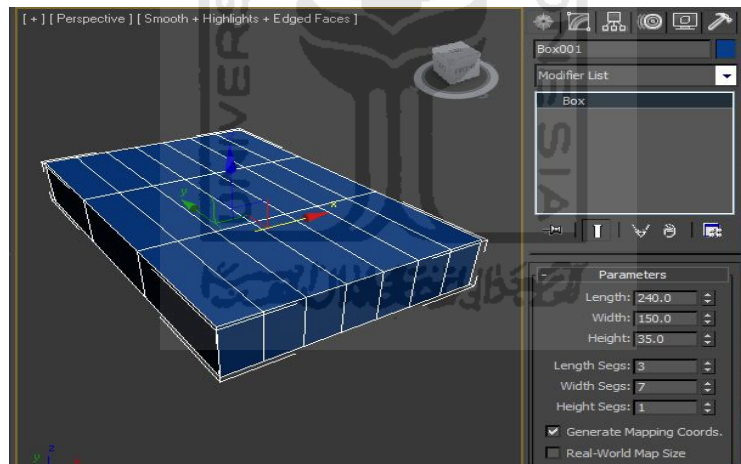 [ + ] [ Perspective ] [ Smooth + Highlights + Edged Faces ]
Box001
Modifier List
Box
Parameters
Length: 240.0
Width: 150.0
Height: 35.0
Length Segs: 3
Width Segs: 7
Height Segs: 1
Generate Mapping Coords.
Real-World Map Size
x
y
z
y